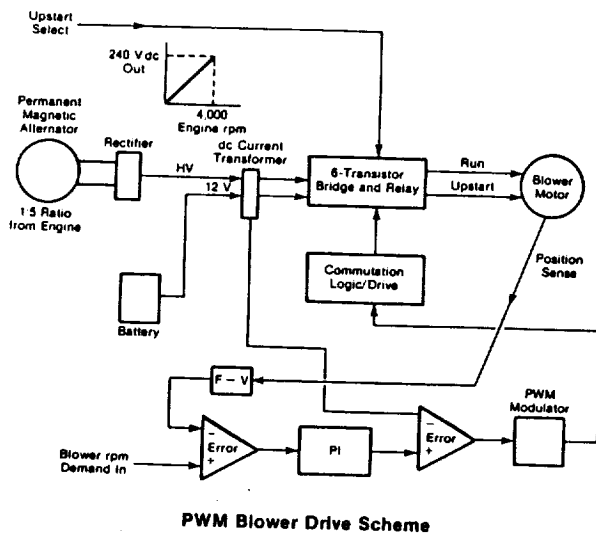 Upstart
Select
240 Vdc
Out
4,000
Engine rpm
Permanent
Magnetic
Alternator
Rectifier
dc Current
Transformer
HV
12 V
6-Transistor
Bridge and Relay
Run
Upstart
Blower
Motor
1:5 Ratio
from Engine
Battery
Commutation
Logic/Drive
Position
Sense
F - V
PWM
Modulator
-
Error
+
PI
-
Error
+
Blower rpm
Demand In
PWM Blower Drive Scheme